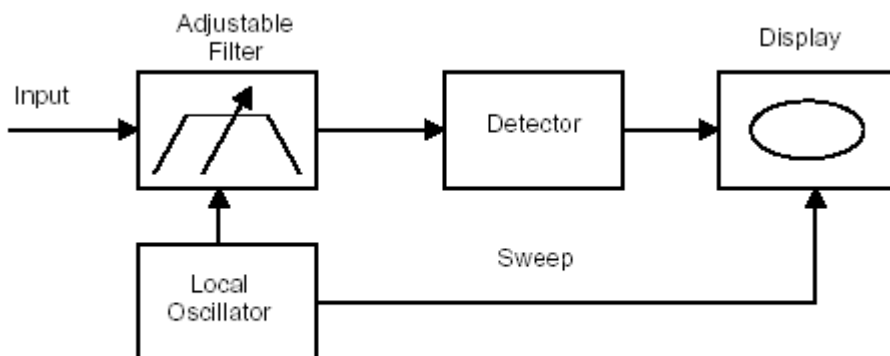 Adjustable
Filter
Display
Input
Detector
Sweep
Local
Oscillator